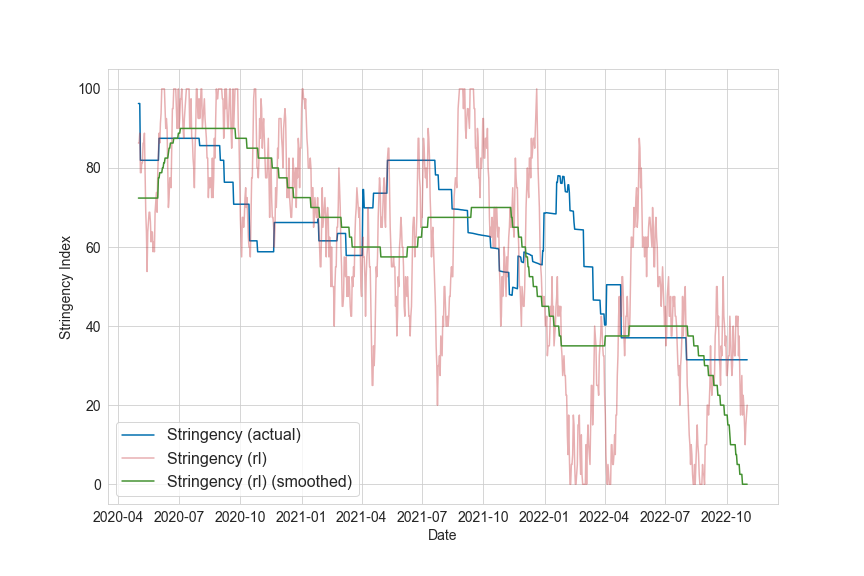 100
80
60
40
20
0
Stringency Index
Stringency (actual)
Stringency (rl)
Stringency (rl) (smoothed)
2020-04 2020-07 2020-10 2021-01 2021-04 2021-07 2021-10 2022-01 2022-04 2022-07 2022-10
Date